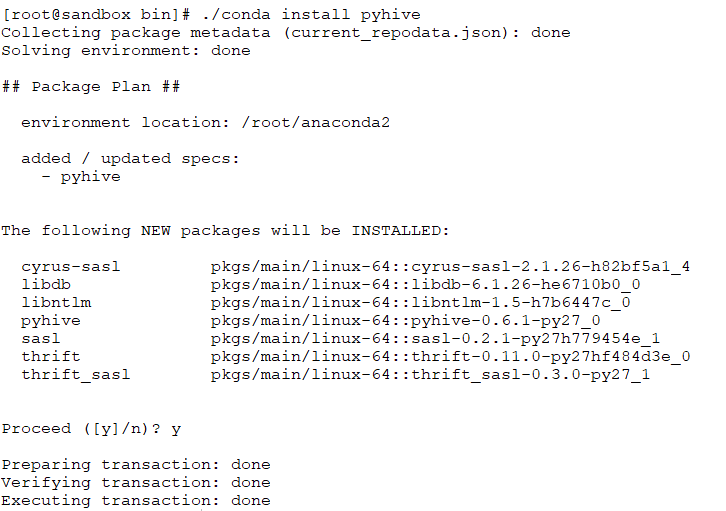 [root@sandbox bin]# ./conda install pyhive
Collecting package metadata (current_repodata.json): done
Solving environment: done
## Package Plan ##
environment location: /root/anaconda2
added / updated specs:
- pyhive
The following NEW packages will be INSTALLED:
cyrus-sasl pkgs/main/linux-64::cyrus-sasl-2.1.26-h82bf5a1_4
libdb pkgs/main/linux-64::libdb-6.1.26-he6710b0_0
libntlm pkgs/main/linux-64::libntlm-1.5-h7b6447c_0
pyhive pkgs/main/linux-64::pyhive-0.6.1-py27_0
sasl pkgs/main/linux-64::sasl-0.2.1-py27h779454e_1
thrift pkgs/main/linux-64::thrift-0.11.0-py27hf484d3e_0
thrift_sasl pkgs/main/linux-64::thrift_sasl-0.3.0-py27_1
Proceed ([y]/n)? y
Preparing transaction: done
Verifying transaction: done
Executing transaction: done